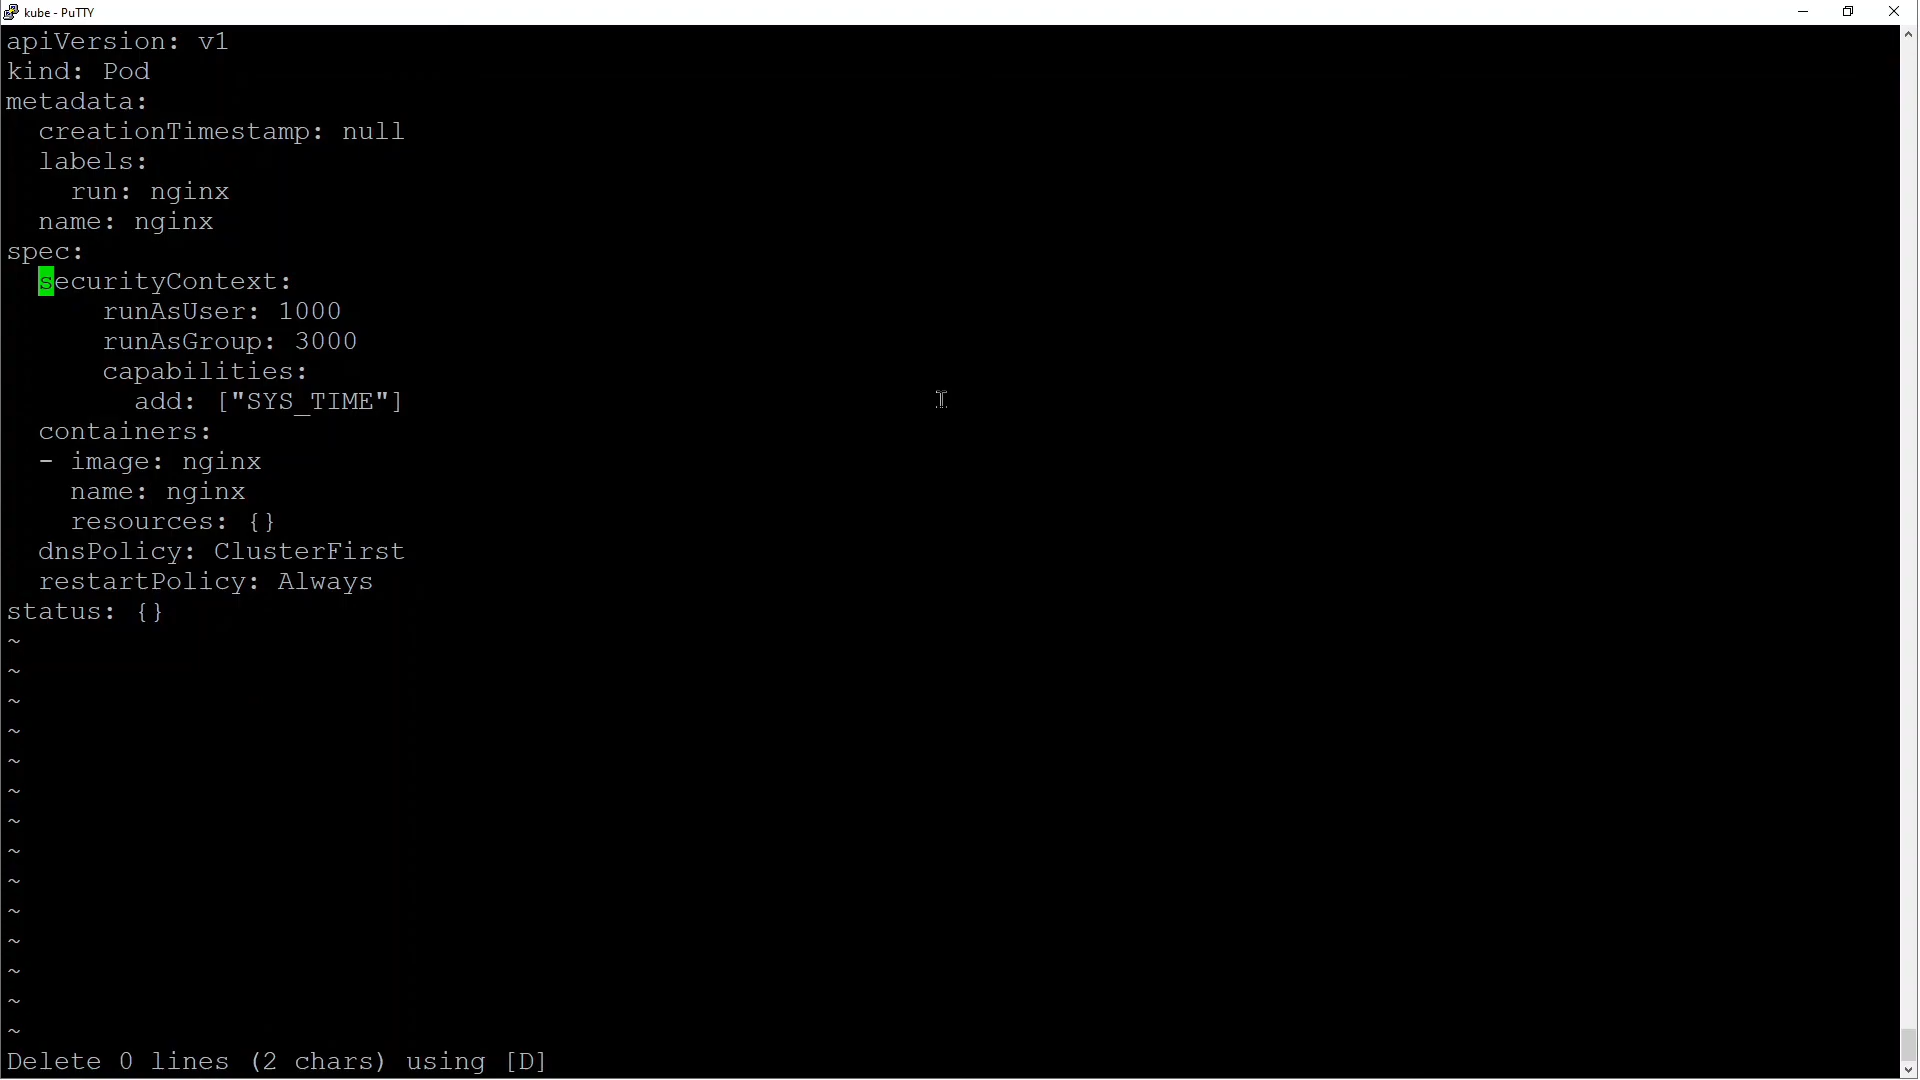 kube - PuTTY
apiVersion: v1
kind: Pod
metadata:
  creationTimestamp: null
  labels:
    run: nginx
  name: nginx
spec:
  securityContext:
      runAsUser: 1000
      runAsGroup: 3000
      capabilities:
        add: ["SYS_TIME"]
  containers:
  - image: nginx
    name: nginx
    resources: {}
  dnsPolicy: ClusterFirst
  restartPolicy: Always
status: {}
~
~
~
~
~
~
~
~
~
~
~
~
~
~
Delete 0 lines (2 chars) using [D]